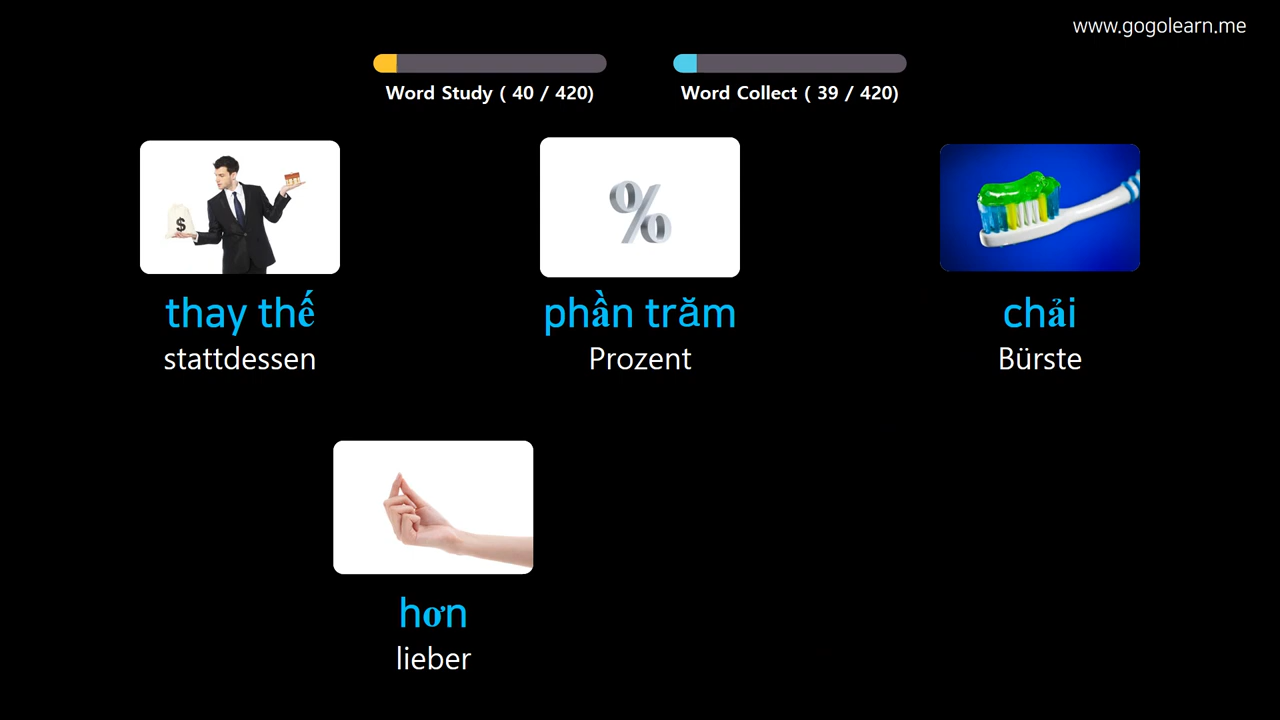 www.gogolearn.me
Word Study ( 40 / 420)
Word Collect ( 39 / 420)
thay thế
stattdessen
phần trăm
Prozent
chải
Bürste
hơn
lieber
$
%